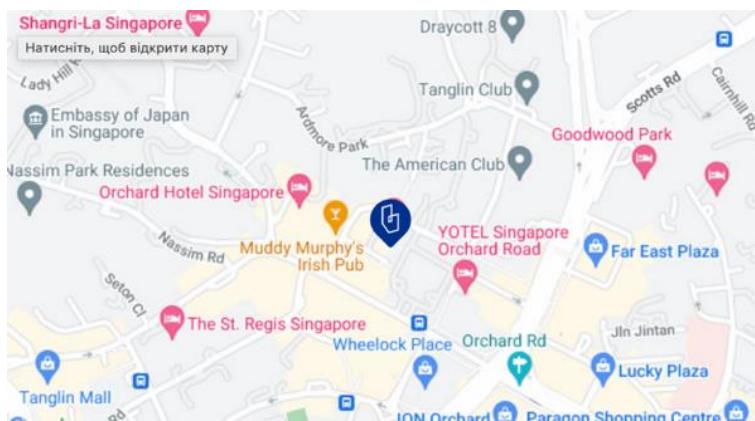 Shangri-La Singapore
Натисніть, щоб відкрити карту
Draycott 8
Lady Hill
Tanglin Club
Scotts Rd
Cairnhill Rd
Embassy of Japan
in Singapore
Ardmore Park
Goodwood Park
The American Club
Nassim Park Residences
Orchard Hotel Singapore
Muddy Murphy's
Irish Pub
YOTEL Singapore
Orchard Road
Nassim Rd
Far East Plaza
Seton Cl
The St. Regis Singapore
Jln Jintan
Wheelock Place
Orchard Rd
Lucky Plaza
Tanglin Mall
Rd
ION Orchard
Paragon Shopping Centre